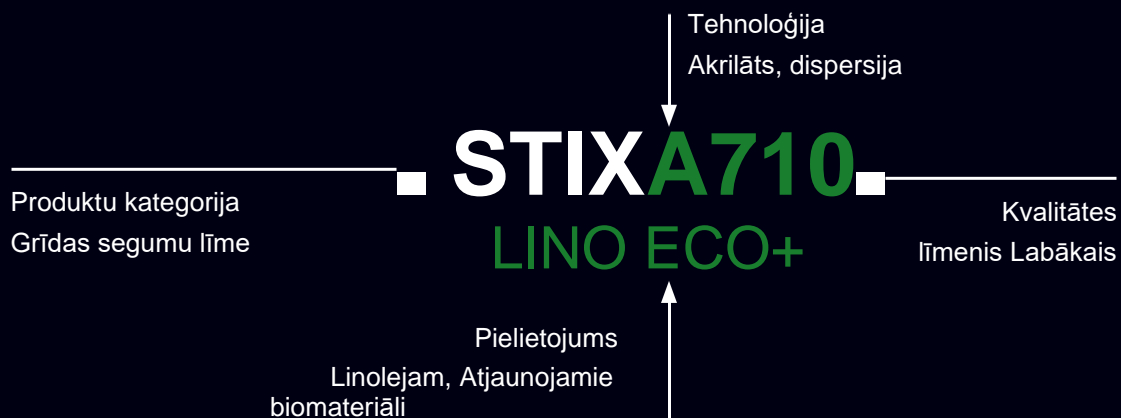 Tehnoloģija
Akrilāts, dispersija
STIXA710
LINO ECO+
Produktu kategorija
Grīdas segumu līme
Kvalitātes
līmenis Labākais
Pielietojums
Linolejam, Atjaunojamie
biomateriāli